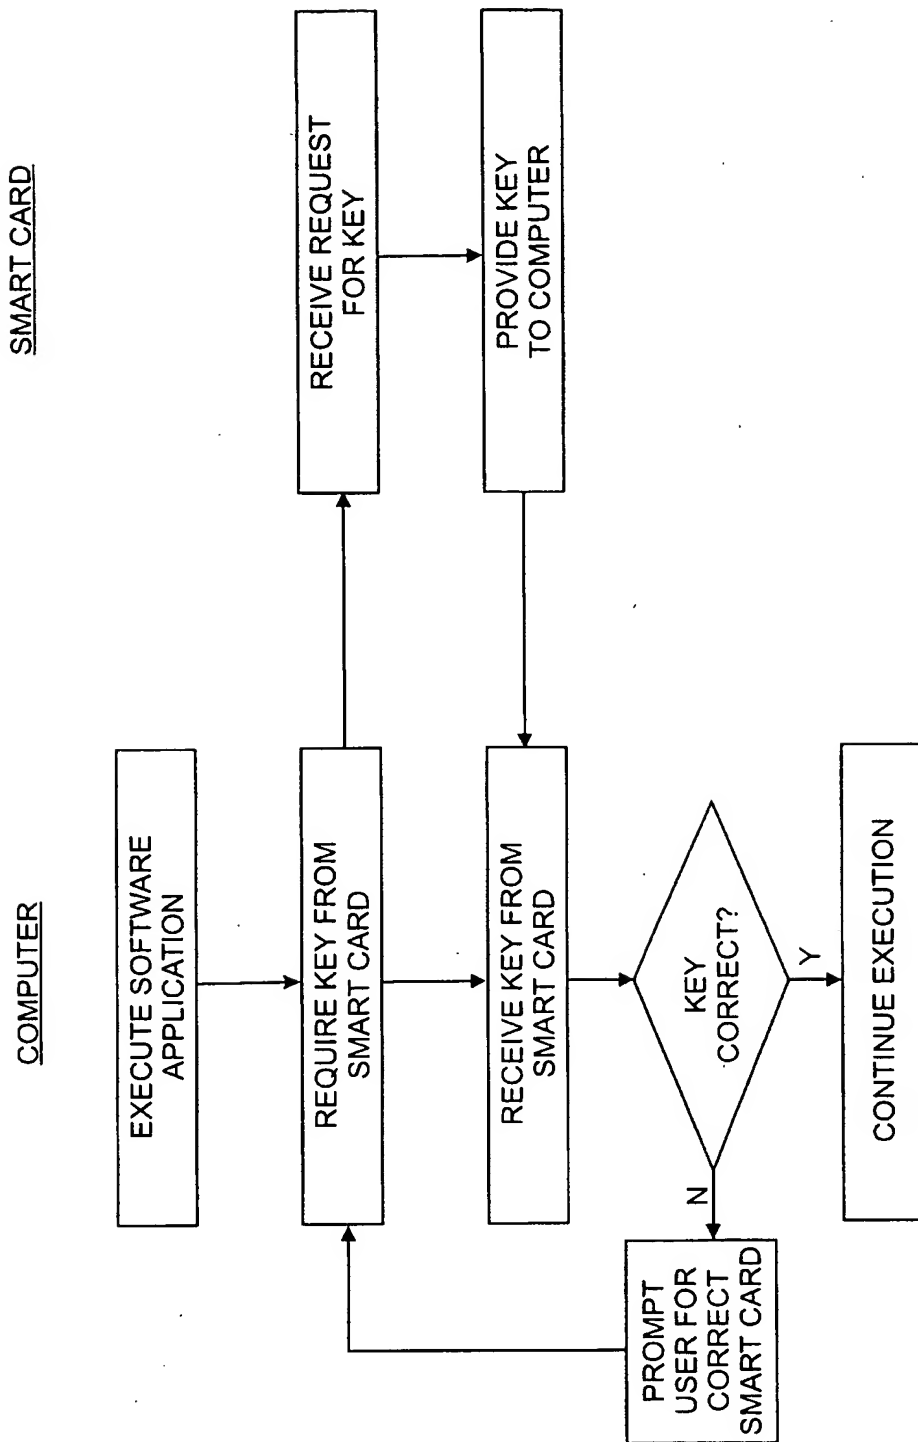 COMPUTER
SMART CARD
EXECUTE SOFTWARE
APPLICATION
REQUIRE KEY FROM
SMART CARD
RECEIVE REQUEST
FOR KEY
RECEIVE KEY FROM
SMART CARD
PROVIDE KEY
TO COMPUTER
KEY
CORRECT?
N
Y
PROMPT
USER FOR
CORRECT
SMART CARD
CONTINUE EXECUTION